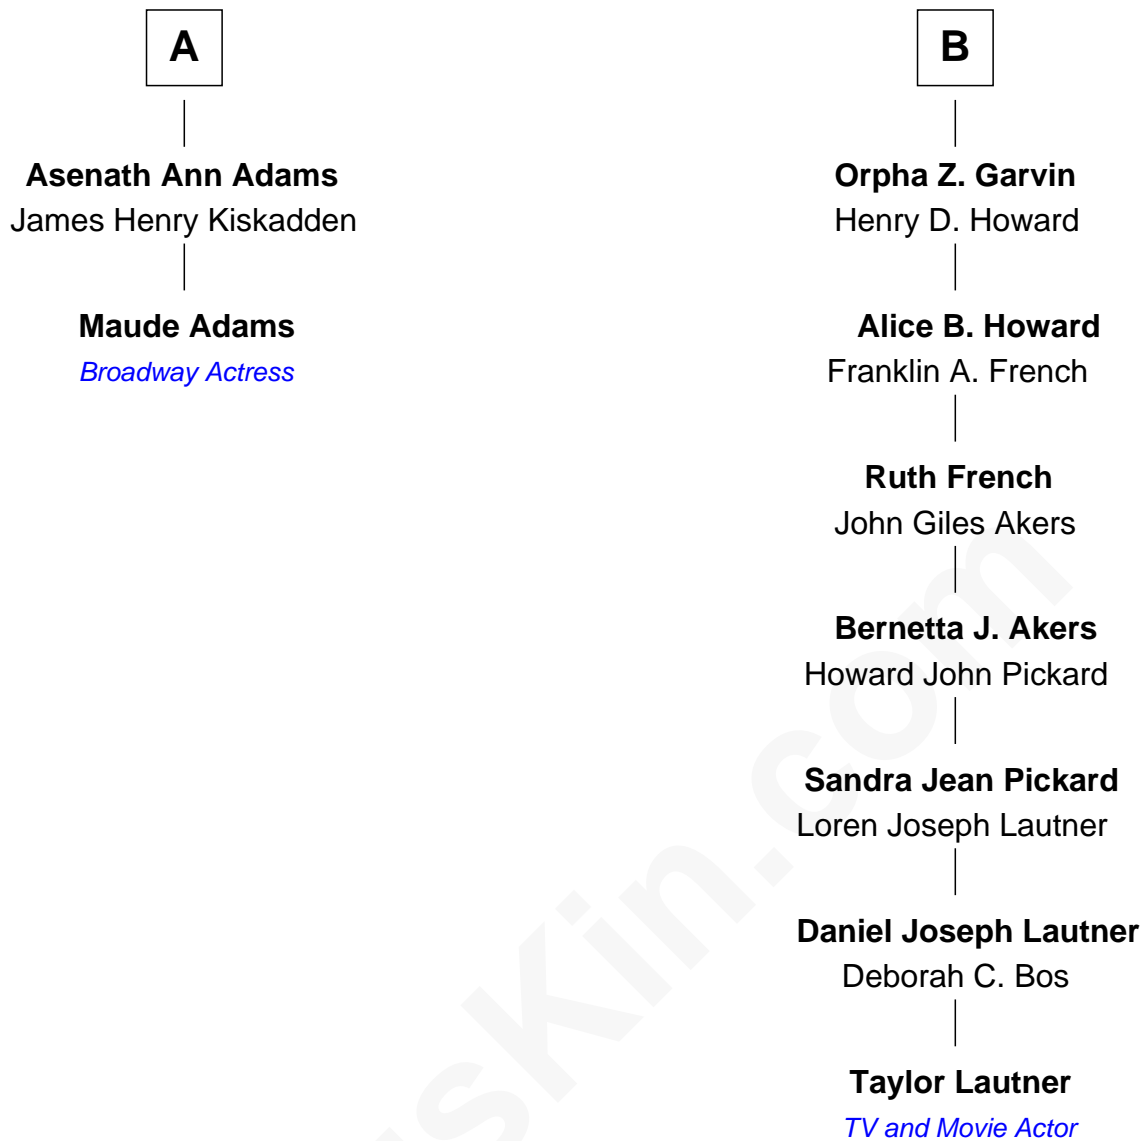 A
Asenath Ann Adams
James Henry Kiskadden
Maude Adams
Broadway Actress
B
Orpha Z. Garvin
Henry D. Howard
Alice B. Howard
Franklin A. French
Ruth French
John Giles Akers
Bernetta J. Akers
Howard John Pickard
Sandra Jean Pickard
Loren Joseph Lautner
Daniel Joseph Lautner
Deborah C. Bos
Taylor Lautner
TV and Movie Actor
sKin.com